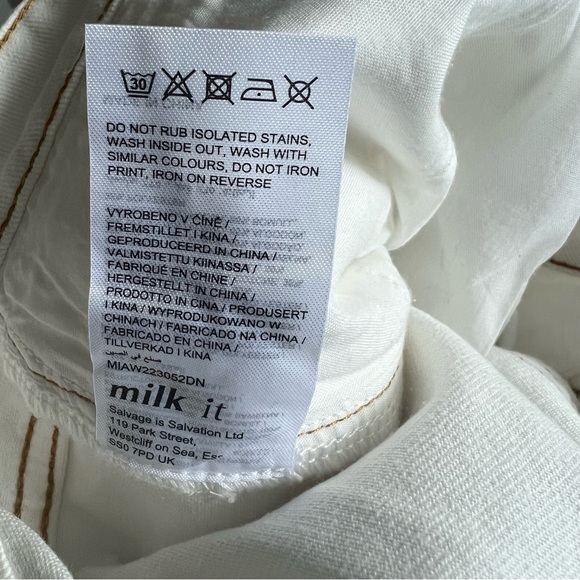 30
DO NOT RUB ISOLATED STAINS,
WASH INSIDE OUT, WASH WITH
SIMILAR COLOURS, DO NOT IRON
PRINT, IRON ON REVERSE
VYROBENO V ČÍNĚ /
FREMSTILLET I KINA /
GEPRODUCEERD IN CHINA /
VALMISTETTU KIINASSA /
FABRIQUÉ EN CHINE /
HERGESTELLT IN CHINA /
PRODOTTO IN CINA / PRODUSERT
I KINA / WYPRODUKOWANO W
CHINACH / FABRICADO NA CHINA /
FABRICADO EN CHINA /
TILLVERKAD I KINA
صنع في الصين
MIAW223052DN
milk it
Salvage is Salvation Ltd
119 Park Street,
Westcliff on Sea, Ess
SS0 7PD UK